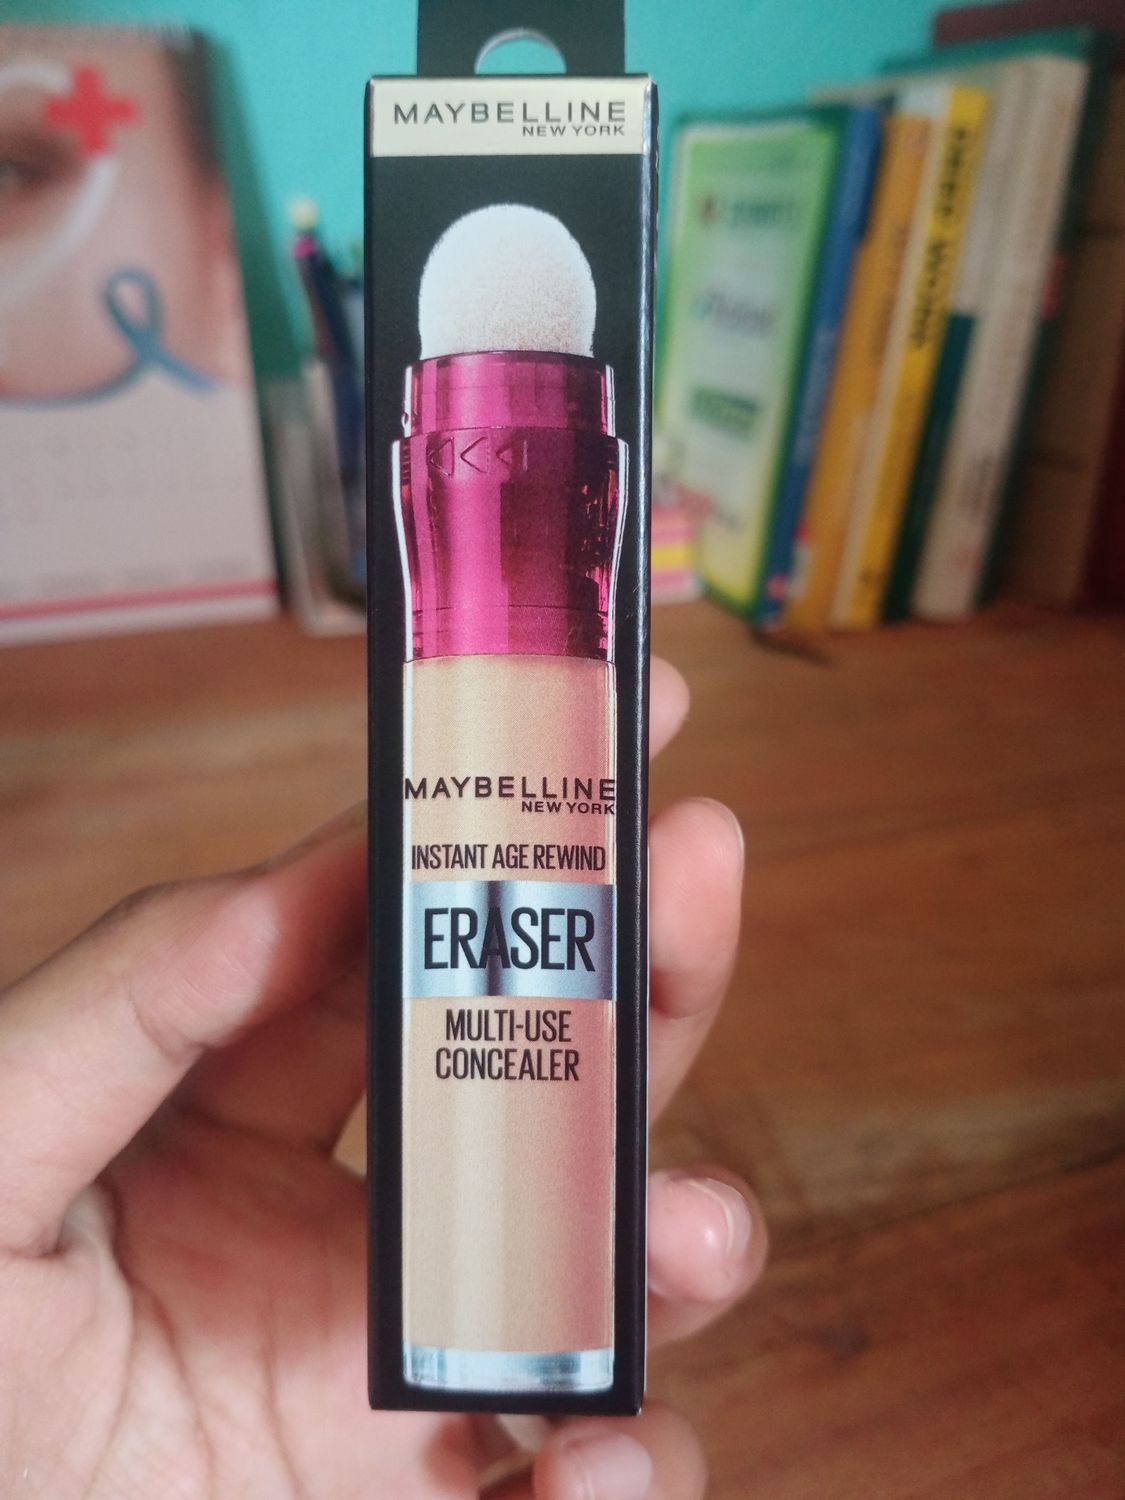 MAYBELLINE
NEW YORK
MAYBELLINE
NEW YORK
INSTANT AGE REWIND
ERASER
MULTI-USE
CONCEALER